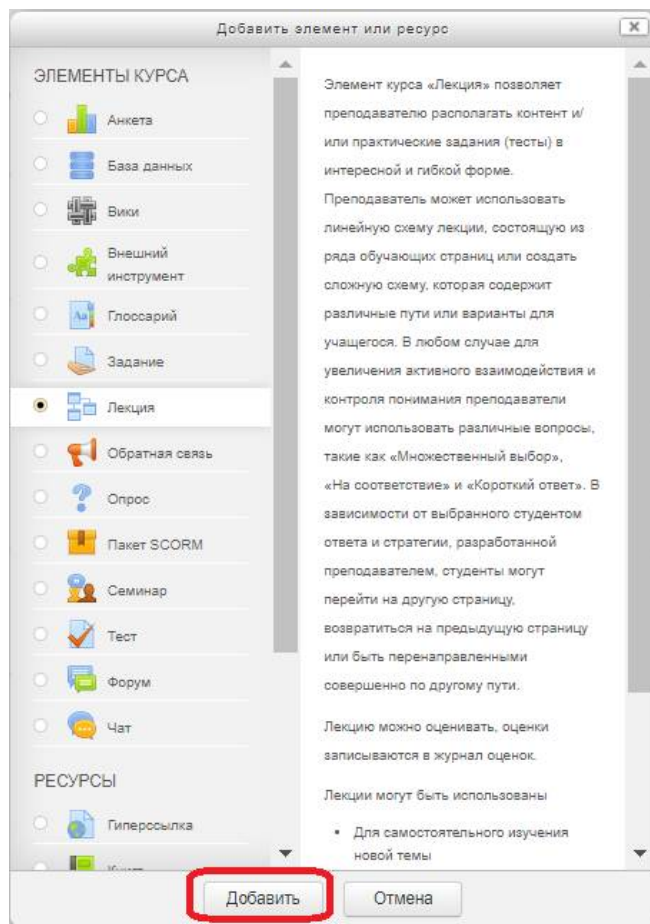 Добавить элемент или ресурс
ЭЛЕМЕНТЫ КУРСА
Анкета
База данных
Вики
Внешний
инструмент
Глоссарий
Задание
Лекция
Обратная связь
Опрос
Пакет SCORM
Семинар
Тест
Форум
Чат
РЕСУРСЫ
Гиперссылка
Элемент курса «Лекция» позволяет
преподавателю располагать контент и/
или практические задания (тесты) в
интересной и гибкой форме.
Преподаватель может использовать
линейную схему лекции, состоящую из
ряда обучающих страниц или создать
сложную схему, которая содержит
различные пути или варианты для
учащегося. В любом случае для
увеличения активного взаимодействия и
контроля понимания преподаватели
могут использовать различные вопросы,
такие как «Множественный выбор»,
«На соответствие» и «Короткий ответ». В
зависимости от выбранного студентом
ответа и стратегии, разработанной
преподавателем, студенты могут
перейти на другую страницу,
возвратиться на предыдущую страницу
или быть перенаправленными
совершенно по другому пути.
Лекцию можно оценивать, оценки
записываются в журнал оценок.
Лекции могут быть использованы
• Для самостоятельного изучения
новой темы
Добавить
Отмена